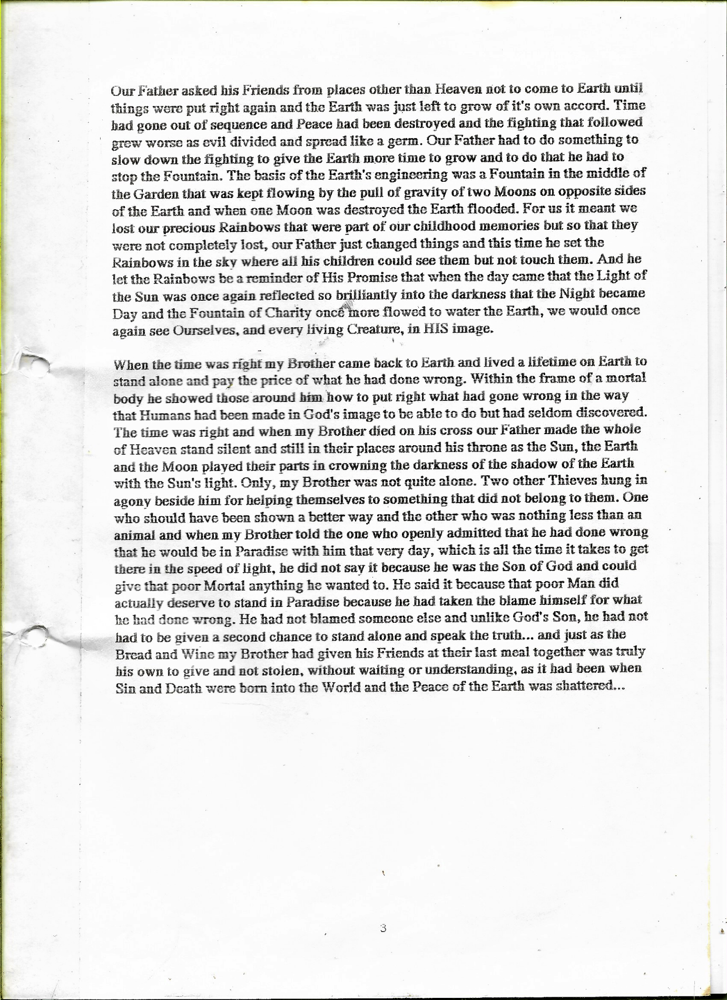 Our Father asked his Friends from places other than Heaven not to come to Earth until
things were put right again and the Earth was just left to grow of it's own accord. Time
had gone out of sequence and Peace had been destroyed and the fighting that followed
grew worse as evil divided and spread like a germ. Our Father had to do something to
slow down the fighting to give the Earth more time to grow and to do that he had to
stop the Fountain. The basis of the Earth's engineering was a Fountain in the middle of
the Garden that was kept flowing by the pull of gravity of two Moons on opposite sides
of the Earth and when one Moon was destroyed the Earth flooded. For us it meant we
lost our precious Rainbows that were part of our childhood memories but so that they
were not completely lost, our Father just changed things and this time he set the
Rainbows in the sky where all his children could see them but not touch them. And he
let the Rainbows be a reminder of His Promise that when the day came that the Light of
the Sun was once again reflected so brilliantly into the darkness that the Night became
Day and the Fountain of Charity once more flowed to water the Earth, we would once
again see Ourselves, and every living Creature, in HIS image.
When the time was right my Brother came back to Earth and lived a lifetime on Earth to
stand alone and pay the price of what he had done wrong. Within the frame of a mortal
body he showed those around him how to put right what had gone wrong in the way
that Humans had been made in God's image to be able to do but had seldom discovered.
The time was right and when my Brother died on his cross our Father made the whole
of Heaven stand silent and still in their places around his throne as the Sun, the Earth
and the Moon played their parts in crowning the darkness of the shadow of the Earth
with the Sun's light. Only, my Brother was not quite alone. Two other Thieves hung in
agony beside him for helping themselves to something that did not belong to them. One
who should have been shown a better way and the other who was nothing less than an
animal and when my Brother told the one who openly admitted that he had done wrong
that he would be in Paradise with him that very day, which is all the time it takes to get
there in the speed of light, he did not say it because he was the Son of God and could
give that poor Mortal anything he wanted to. He said it because that poor Man did
actually deserve to stand in Paradise because he had taken the blame himself for what
he had done wrong. He had not blamed someone else and unlike God's Son, he had not
had to be given a second chance to stand alone and speak the truth... and just as the
Bread and Wine my Brother had given his Friends at their last meal together was truly
his own to give and not stolen, without waiting or understanding, as it had been when
Sin and Death were born into the World and the Peace of the Earth was shattered...
3